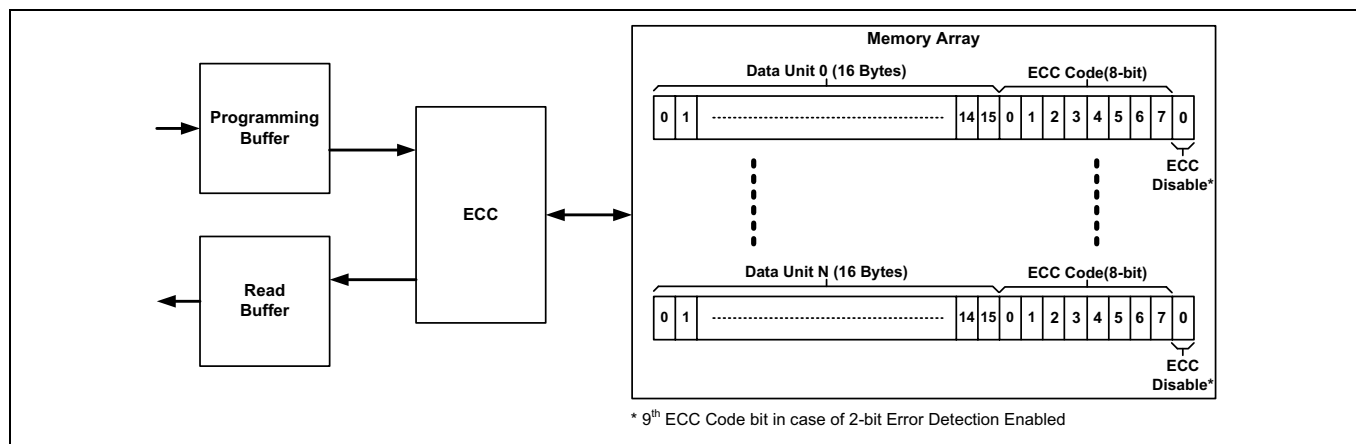 Memory Array
Data Unit 0 (16 Bytes) ECC Code(8-bit)
0 1 14 15 0 1 2 3 4 5 6 7 0
ECC
Disable*
Programming
Buffer
ECC
Read
Buffer
Data Unit N (16 Bytes) ECC Code(8-bit)
0 1 14 15 0 1 2 3 4 5 6 7 0
ECC
Disable*
* 9th ECC Code bit in case of 2-bit Error Detection Enabled